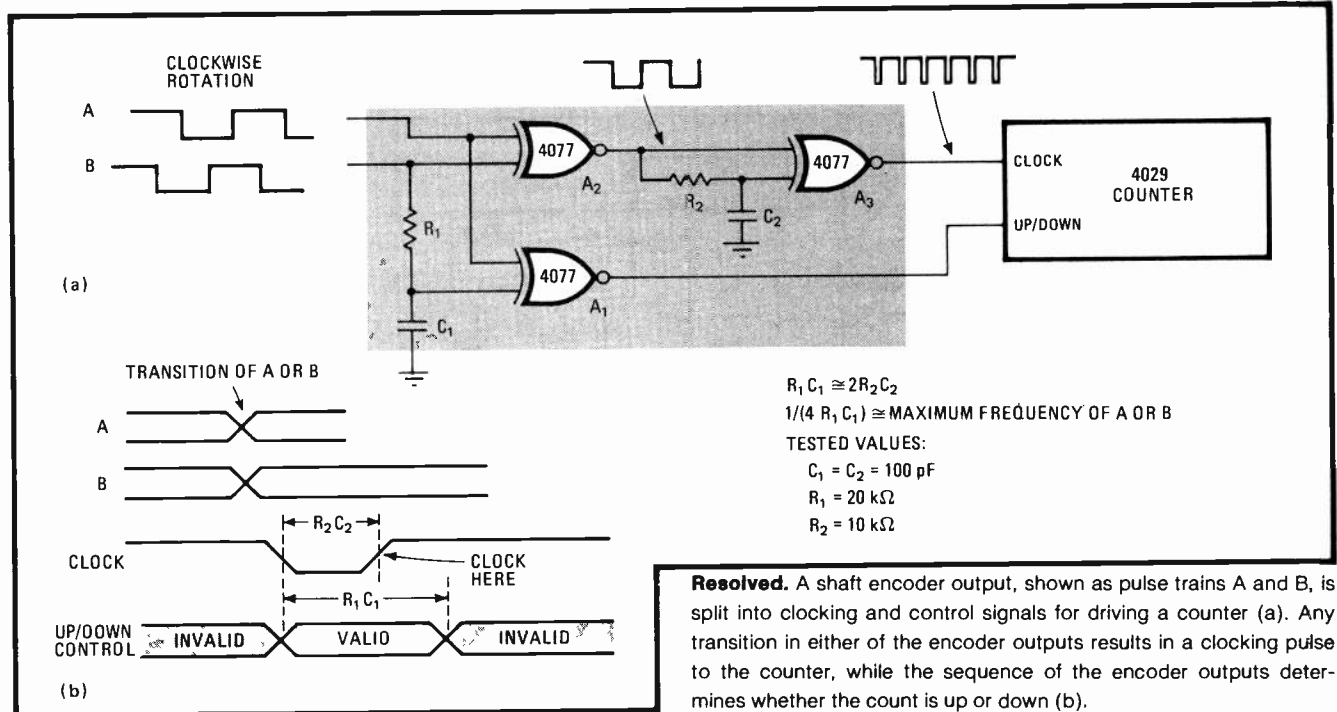 CLOCKWISE
ROTATION
A
B
4077
A2
4077
A3
R2
C2
R1
4077
A1
C1
CLOCK
4029
COUNTER
UP/DOWN
(a)
TRANSITION OF A OR B
A
B
R2C2
CLOCK
CLOCK
HERE
R1C1
UP/DOWN
CONTROL
INVALID
VALID
INVALID
(b)
R1C1 ≅ 2R2C2
1/(4 R1C1) ≅ MAXIMUM FREQUENCY OF A OR B
TESTED VALUES:
C1 = C2 = 100 pF
R1 = 20 kΩ
R2 = 10 kΩ
Resolved. A shaft encoder output, shown as pulse trains A and B, is
split into clocking and control signals for driving a counter (a). Any
transition in either of the encoder outputs results in a clocking pulse
to the counter, while the sequence of the encoder outputs deter-
mines whether the count is up or down (b).